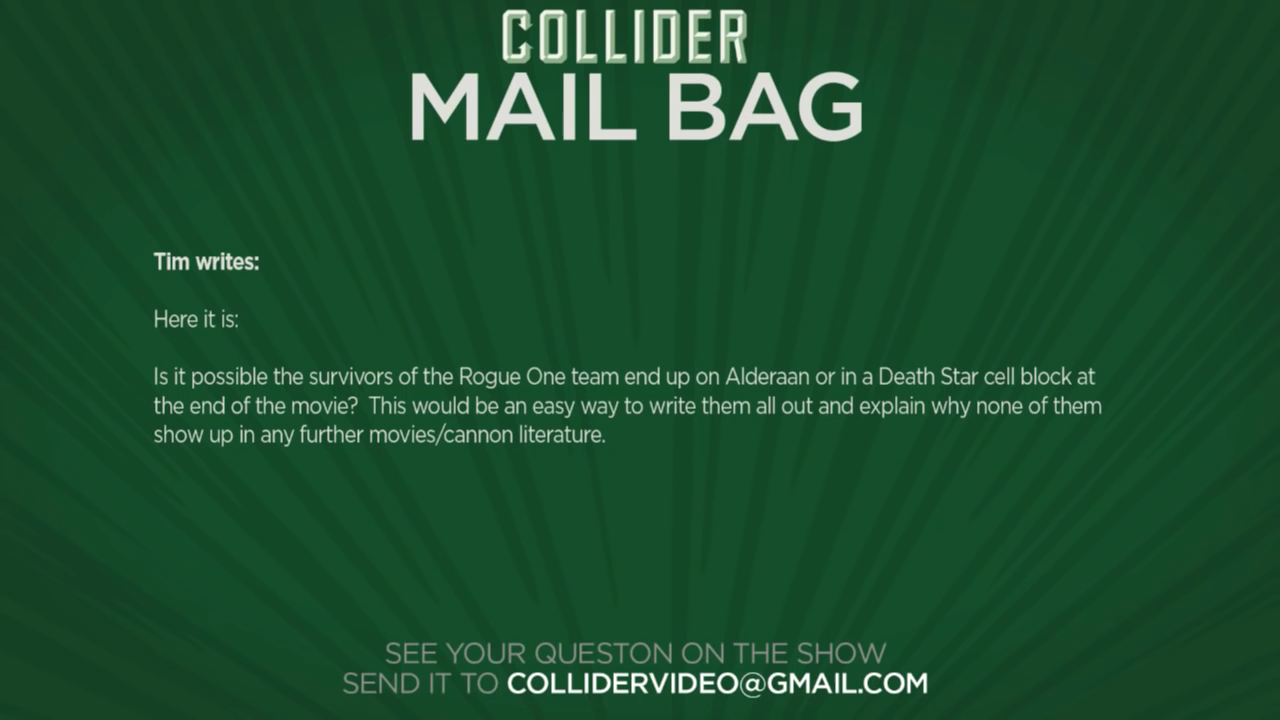 COLLIDER
MAIL BAG
Tim writes:
Here it is:
Is it possible the survivors of the Rogue One team end up on Alderaan or in a Death Star cell block at
the end of the movie?  This would be an easy way to write them all out and explain why none of them
show up in any further movies/cannon literature.
SEE YOUR QUESTON ON THE SHOW
SEND IT TO COLLIDERVIDEO@GMAIL.COM